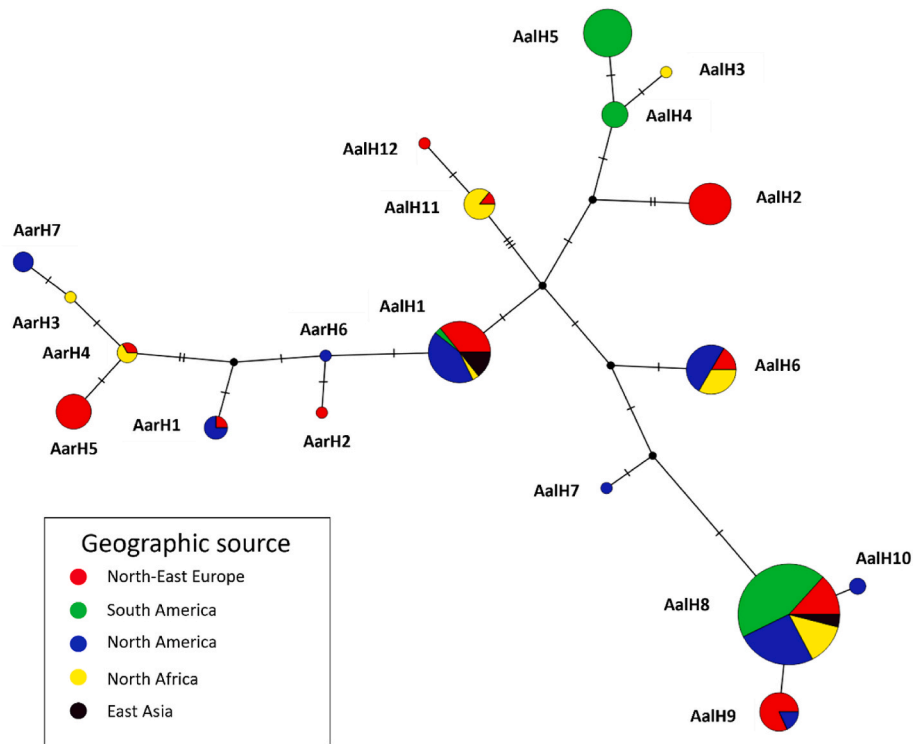 AalH5
AalH3
AalH4
AalH12
AalH2
AalH11
AarH7
AalH1
AarH6
AarH3
AarH4
AalH6
AarH1
AarH2
AarH5
AalH7
Geographic source
North-East Europe
South America
North America
North Africa
East Asia
AalH10
AalH8
AalH9